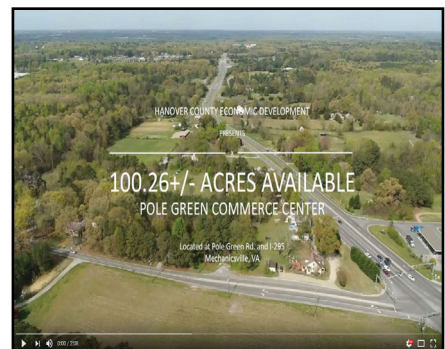 HANOVER COUNTY ECONOMIC DEVELOPMENT
PRESENTS
100.26+/- ACRES AVAILABLE
POLE GREEN COMMERCE CENTER
Located at Pole Green Rd. and I-295
Mechanicsville, VA